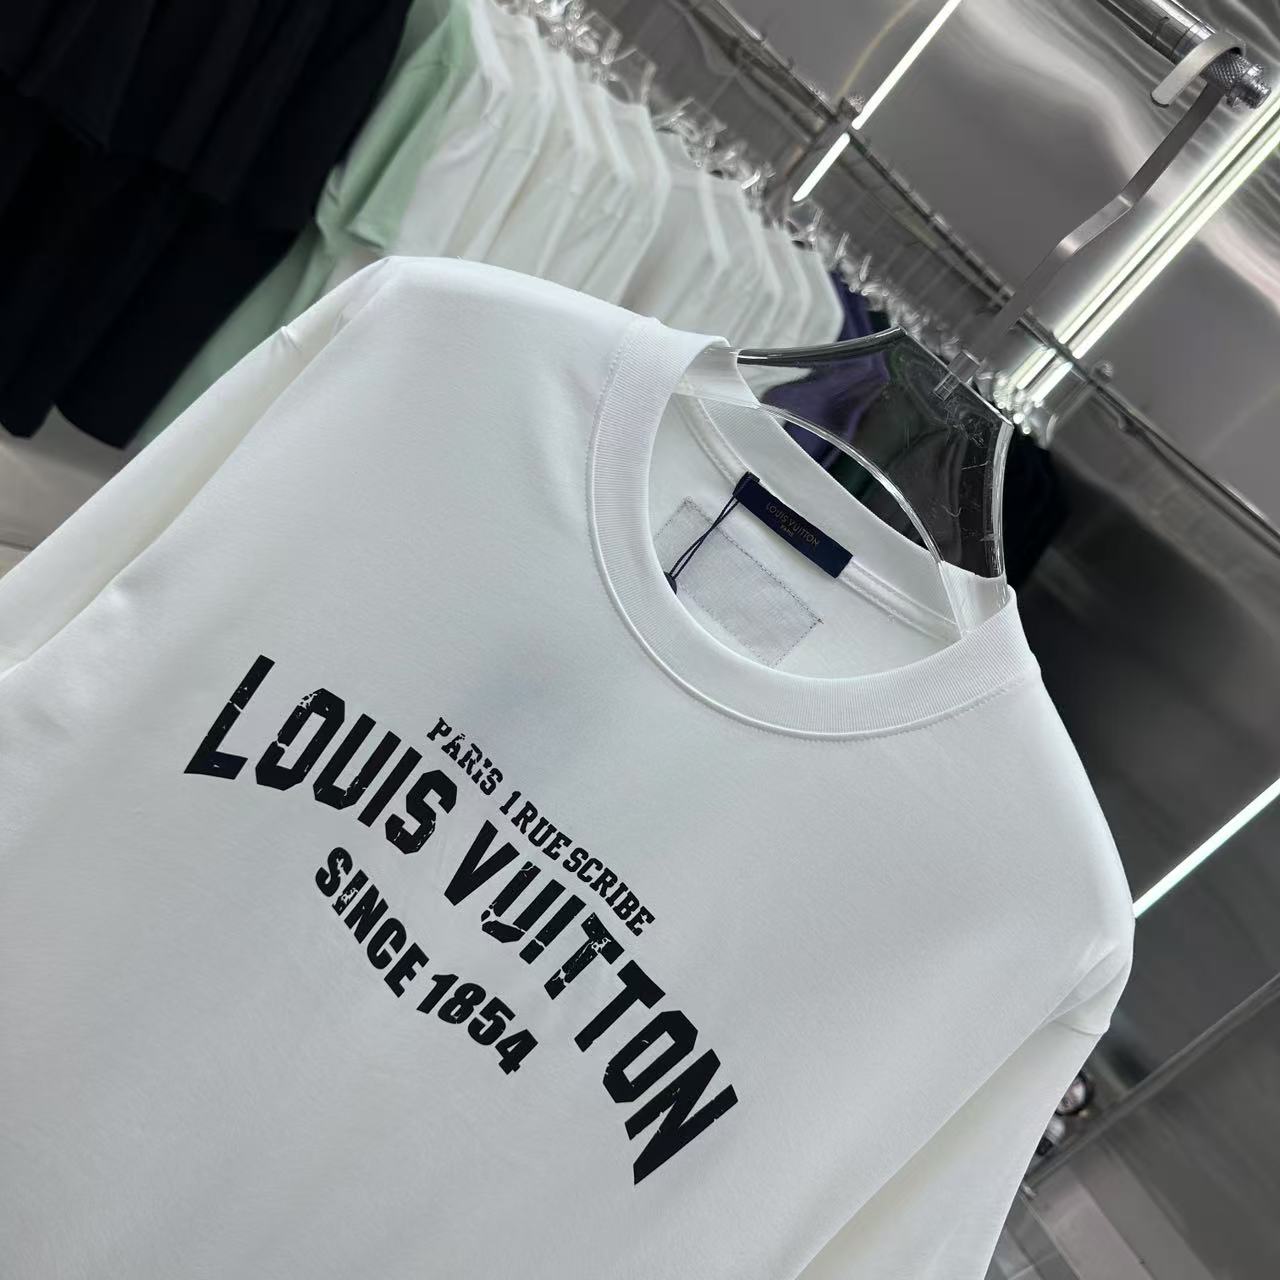 LOUIS VUITTON
PARIS
PARIS 1 RUE SCRIBE
LOUIS VUITTON
SINCE 1854